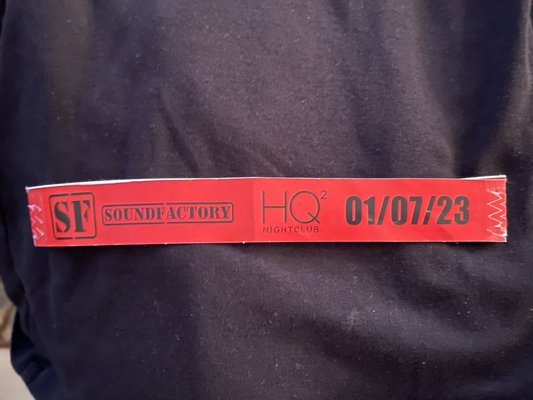 SF SOUNDFACTORY HQ² 01/07/23
NIGHTCLUB